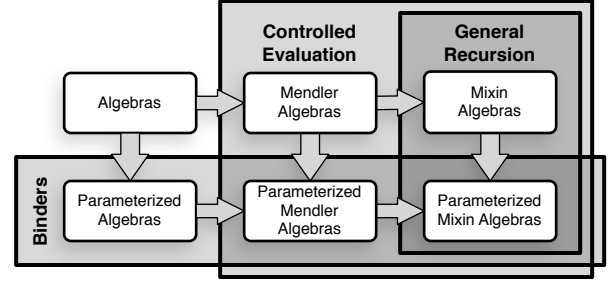 Controlled
Evaluation
General
Recursion
Algebras
Mendler
Algebras
Mixin
Algebras
Binders
Parameterized
Algebras
Parameterized
Mendler
Algebras
Parameterized
Mixin Algebras